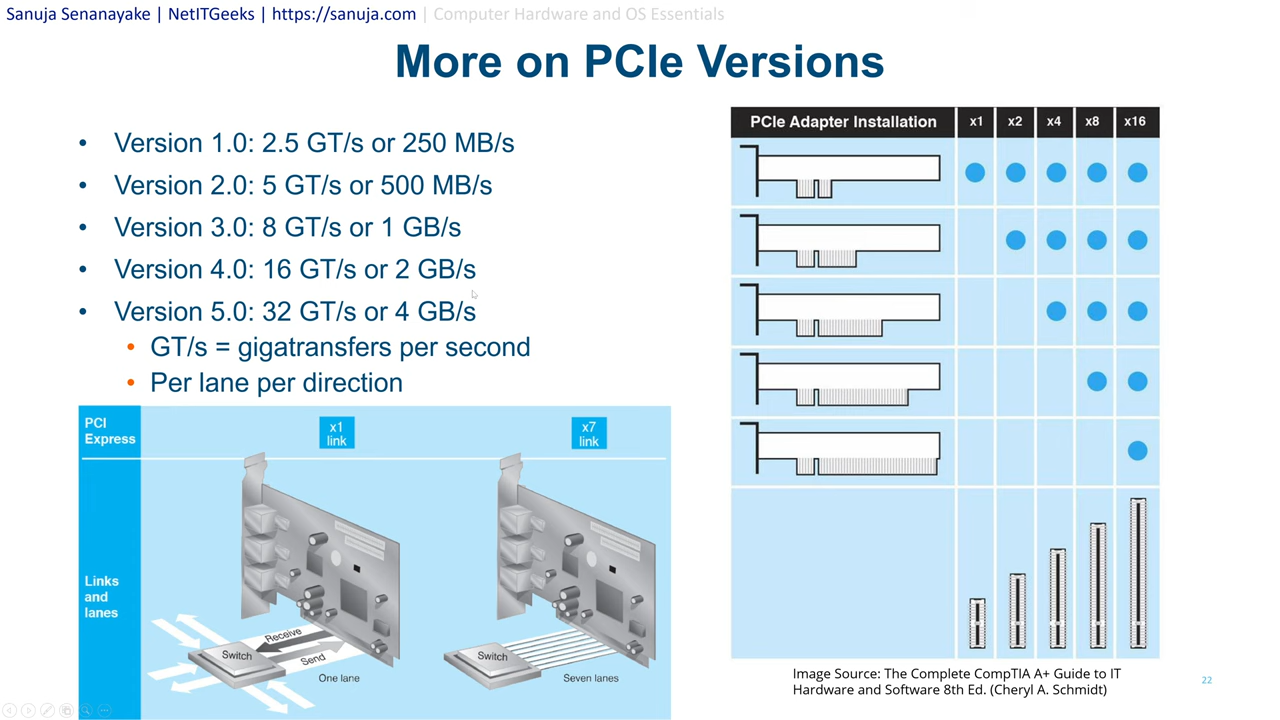 Sanuja Senanayake | NetITGeeks | https://sanuja.com | Computer Hardware and OS Essentials
More on PCIe Versions
• Version 1.0: 2.5 GT/s or 250 MB/s
• Version 2.0: 5 GT/s or 500 MB/s
• Version 3.0: 8 GT/s or 1 GB/s
• Version 4.0: 16 GT/s or 2 GB/s
• Version 5.0: 32 GT/s or 4 GB/s
• GT/s = gigatransfers per second
• Per lane per direction
PCI
Express
x1
link
x7
link
Links
and
lanes
Receive
Send
Switch
One lane
Switch
Seven lanes
PCIe Adapter Installation x1 x2 x4 x8 x16
Image Source: The Complete CompTIA A+ Guide to IT
Hardware and Software 8th Ed. (Cheryl A. Schmidt)
22